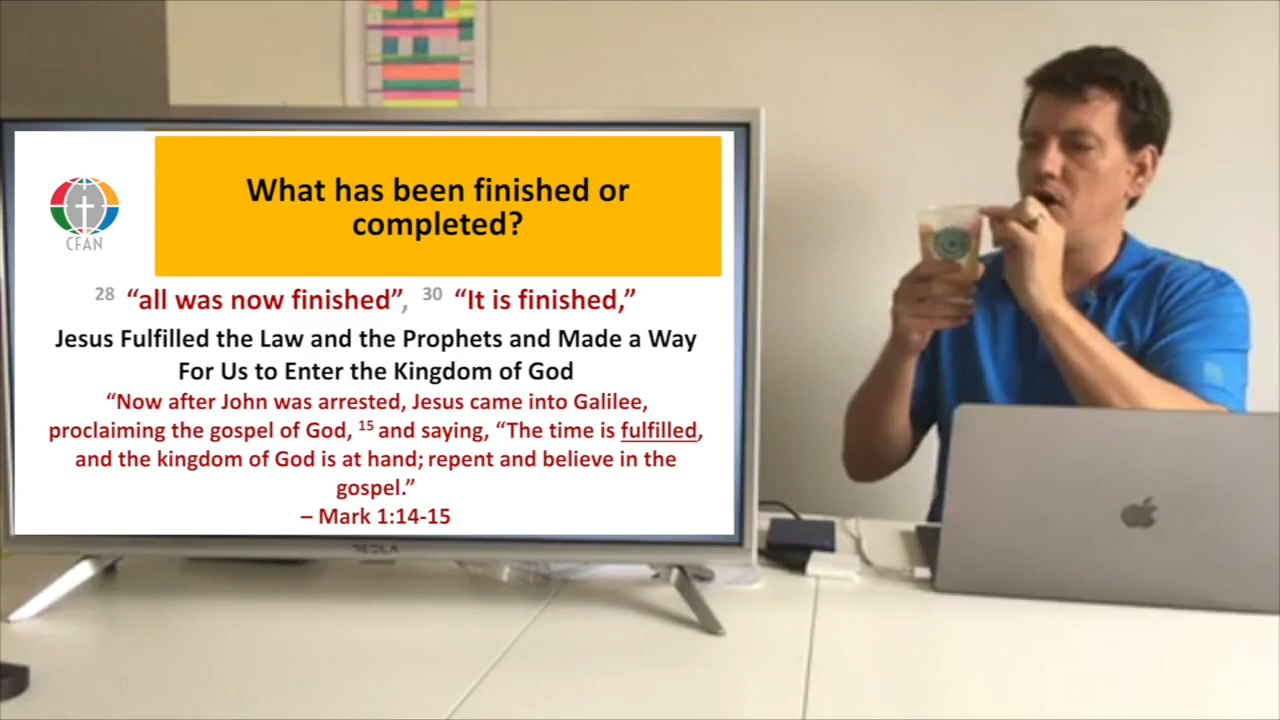 What has been finished or
completed?
CFAN
28 “all was now finished”, 30 “It is finished,”
Jesus Fulfilled the Law and the Prophets and Made a Way
For Us to Enter the Kingdom of God
“Now after John was arrested, Jesus came into Galilee,
proclaiming the gospel of God, 15 and saying, “The time is fulfilled,
and the kingdom of God is at hand; repent and believe in the
gospel.”
– Mark 1:14-15
TESLA